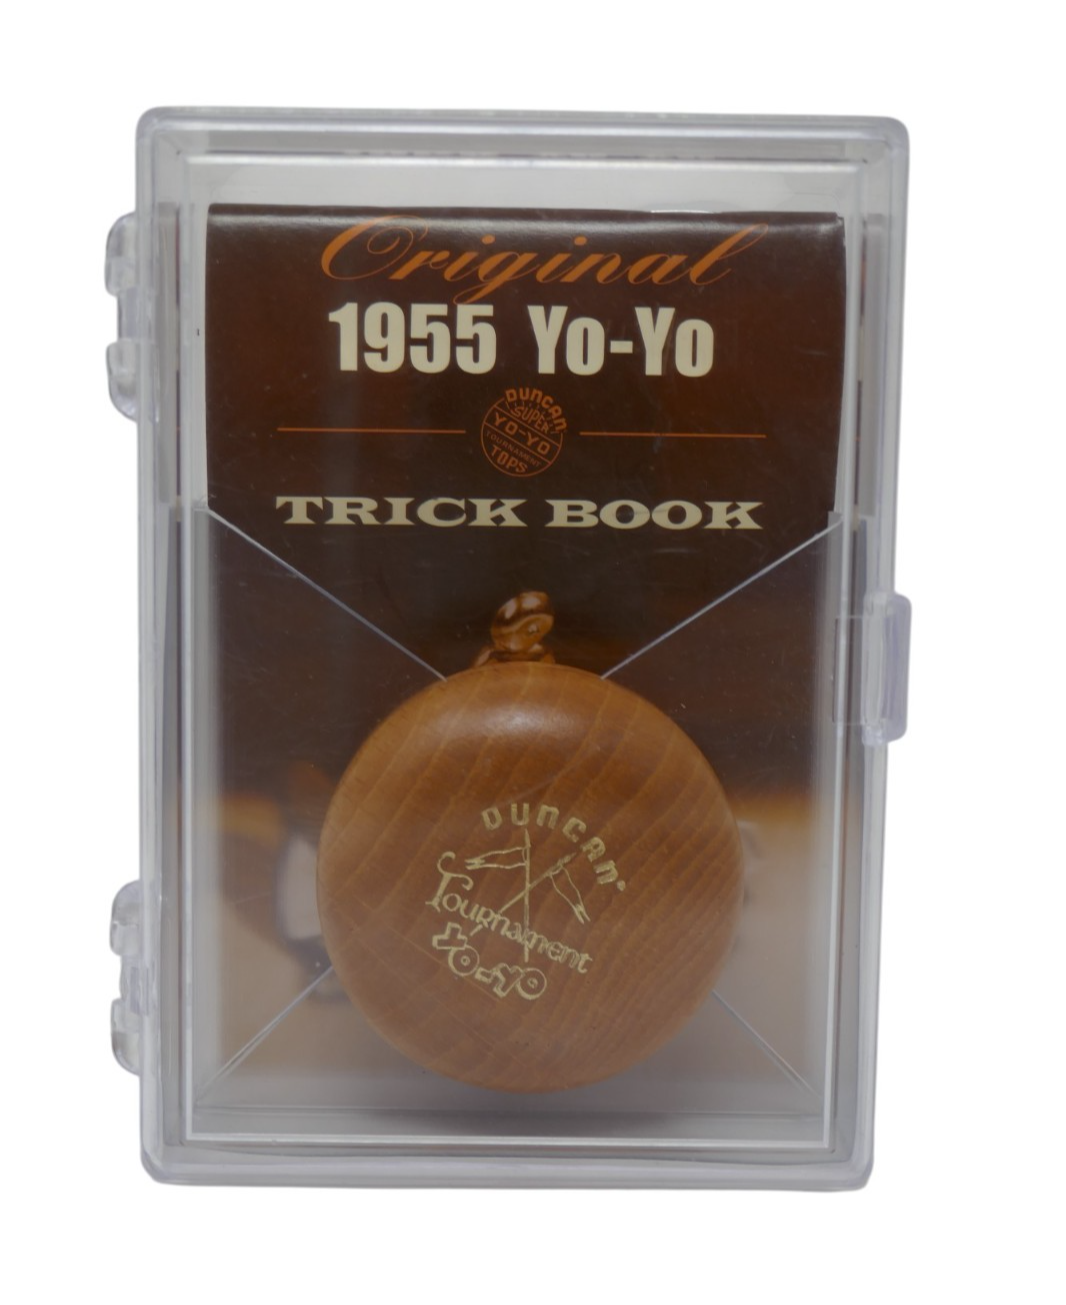 Original
1955 Yo-Yo
DUNCAN
SUPER
YO-YO
TOURNAMENT
TOPS
TRICK BOOK
DUNCAN
TOURNAMENT
YO-YO